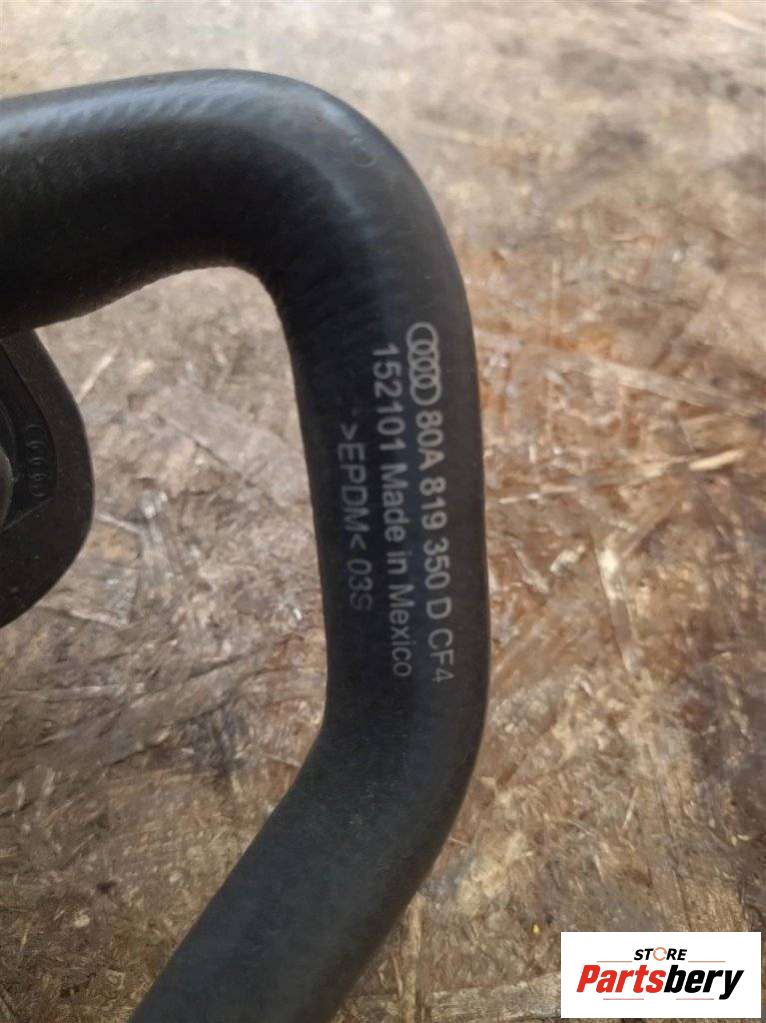 80A 819 350 D CF4
152101 Made in Mexico
>EPDM< 03S
STORE
Partsbery